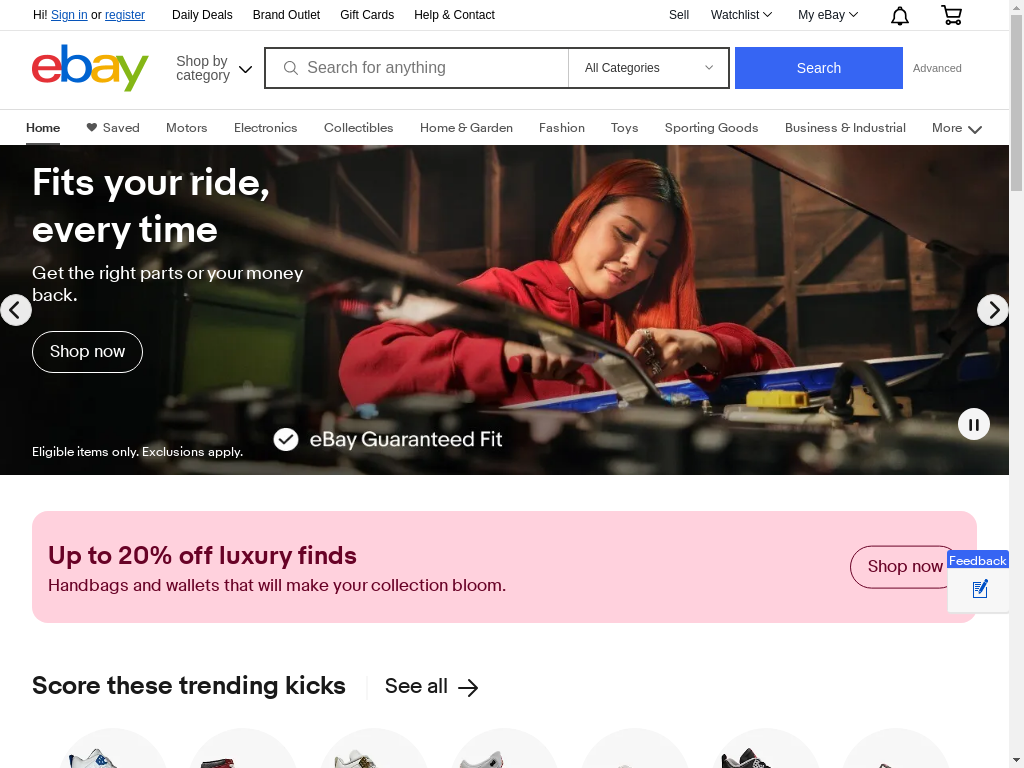 Hi! Sign in or register
Daily Deals
Brand Outlet
Gift Cards
Help & Contact
Sell
Watchlist
My eBay
ebay
Shop by
category
Search for anything
All Categories
Search
Advanced
Home
Saved
Motors
Electronics
Collectibles
Home & Garden
Fashion
Toys
Sporting Goods
Business & Industrial
More
Fits your ride,
every time
Get the right parts or your money
back.
Shop now
eBay Guaranteed Fit
Eligible items only. Exclusions apply.
Up to 20% off luxury finds
Handbags and wallets that will make your collection bloom.
Shop now
Feedback
Score these trending kicks
See all